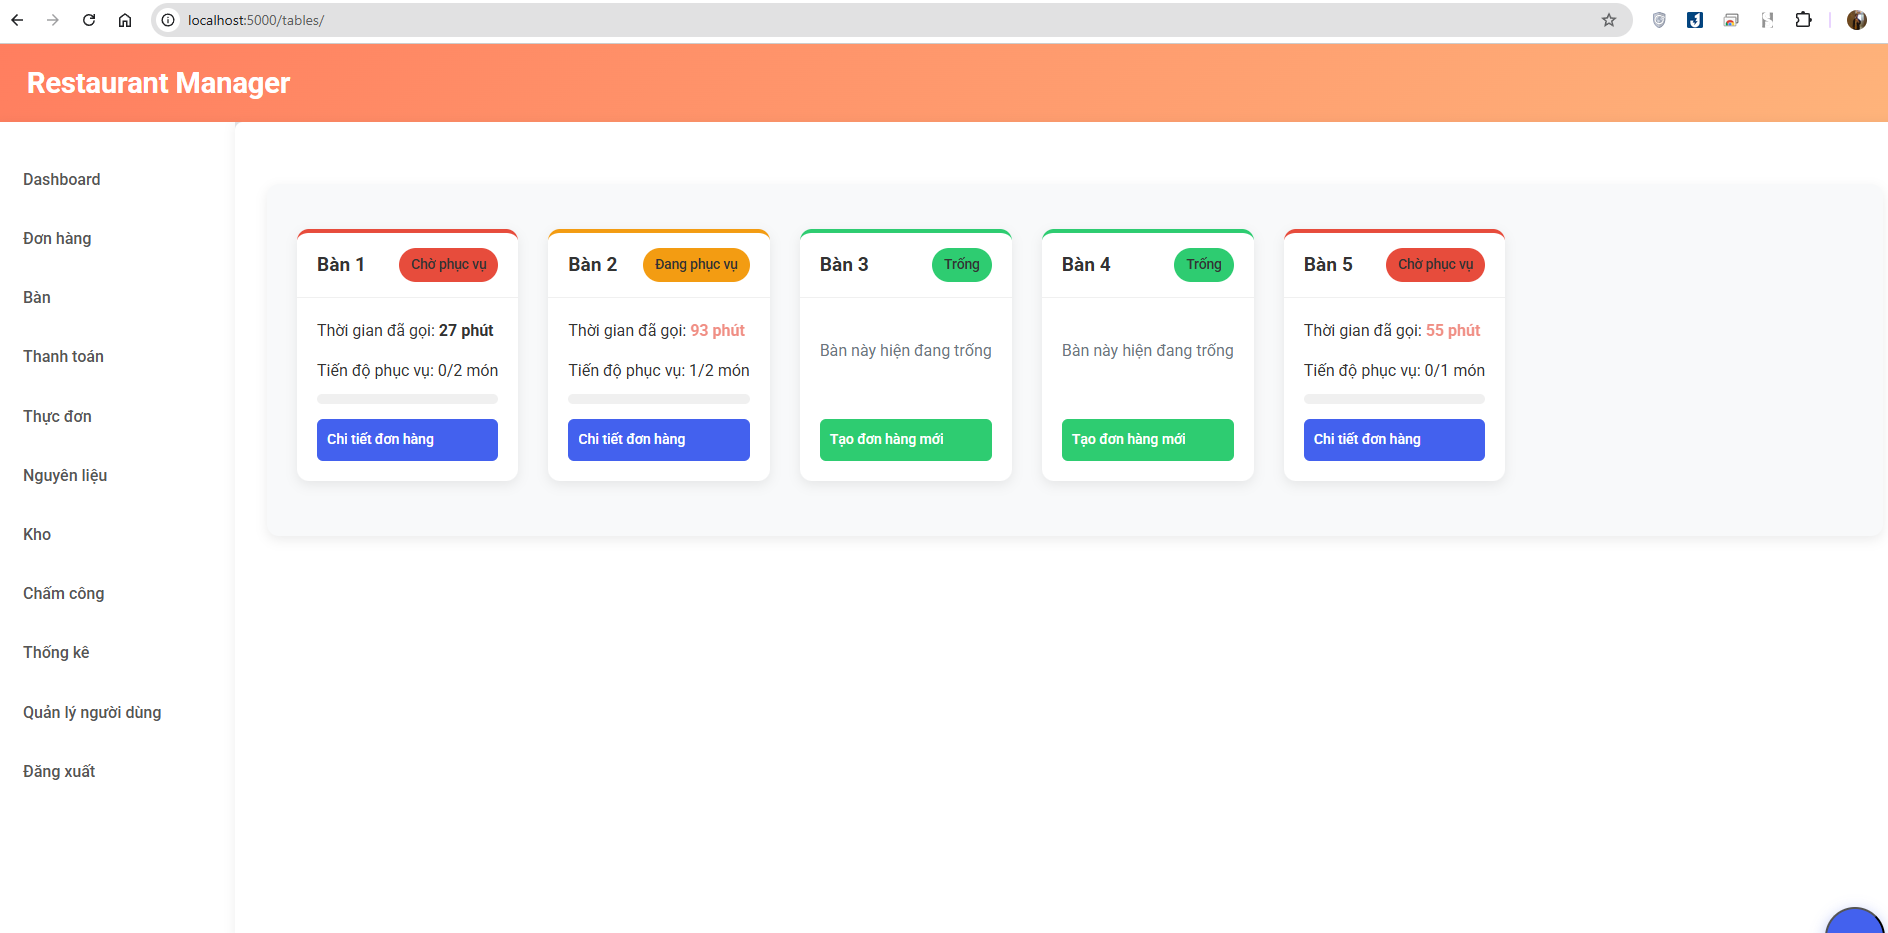 localhost:5000/tables/
Restaurant Manager
Dashboard
Đơn hàng
Bàn
Thanh toán
Thực đơn
Nguyên liệu
Kho
Chấm công
Thống kê
Quản lý người dùng
Đăng xuất
Bàn 1
Chờ phục vụ
Thời gian đã gọi: 27 phút
Tiến độ phục vụ: 0/2 món
Chi tiết đơn hàng
Bàn 2
Đang phục vụ
Thời gian đã gọi: 93 phút
Tiến độ phục vụ: 1/2 món
Chi tiết đơn hàng
Bàn 3
Trống
Bàn này hiện đang trống
Tạo đơn hàng mới
Bàn 4
Trống
Bàn này hiện đang trống
Tạo đơn hàng mới
Bàn 5
Chờ phục vụ
Thời gian đã gọi: 55 phút
Tiến độ phục vụ: 0/1 món
Chi tiết đơn hàng